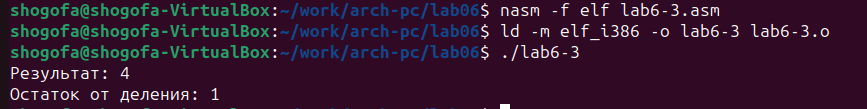 shogofa@shogofa-VirtualBox:~/work/arch-pc/lab06$ nasm -f elf lab6-3.asm
shogofa@shogofa-VirtualBox:~/work/arch-pc/lab06$ ld -m elf_i386 -o lab6-3 lab6-3.o
shogofa@shogofa-VirtualBox:~/work/arch-pc/lab06$ ./lab6-3
Результат: 4
Остаток от деления: 1
shogofa@shogofa-VirtualBox:~/work/arch-pc/lab06$